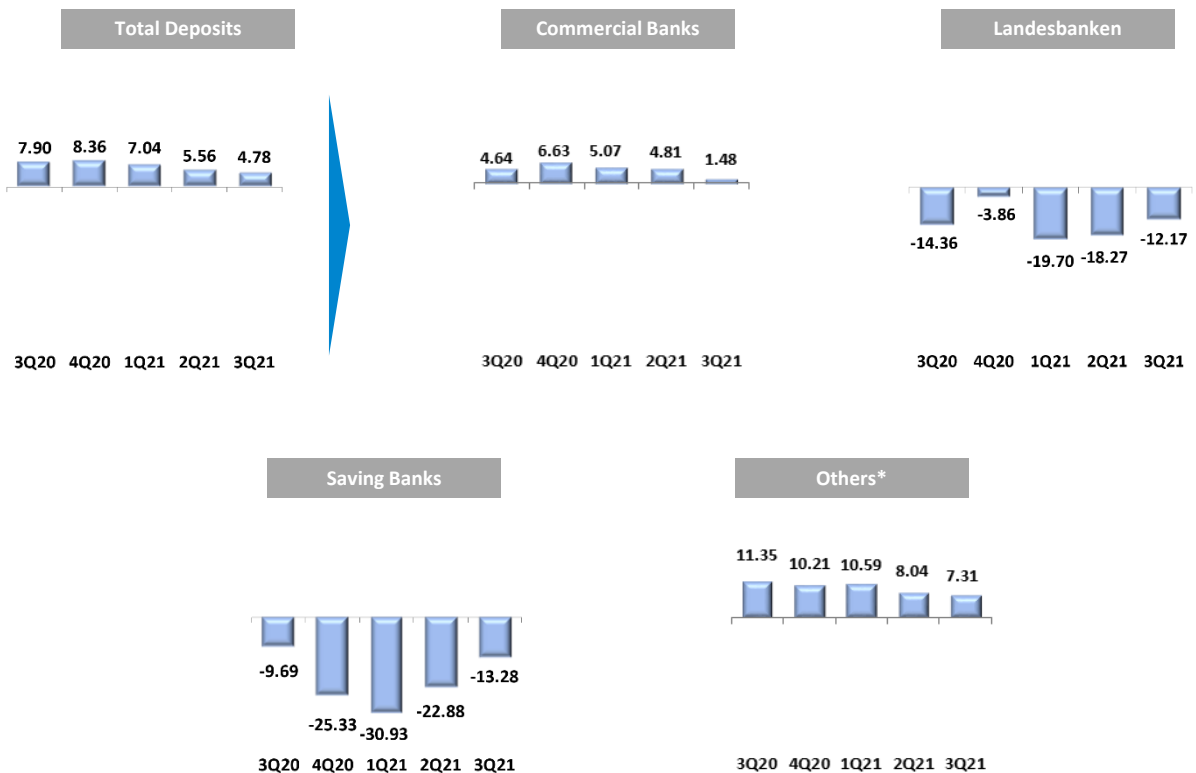 Total Deposits
7.90 8.36 7.04 5.56 4.78
3Q20 4Q20 1Q21 2Q21 3Q21
Commercial Banks
4.64 6.63 5.07 4.81 1.48
3Q20 4Q20 1Q21 2Q21 3Q21
Landesbanken
-14.36 -3.86 -19.70 -18.27 -12.17
3Q20 4Q20 1Q21 2Q21 3Q21
Saving Banks
-9.69 -25.33 -30.93 -22.88 -13.28
3Q20 4Q20 1Q21 2Q21 3Q21
Others*
11.35 10.21 10.59 8.04 7.31
3Q20 4Q20 1Q21 2Q21 3Q21